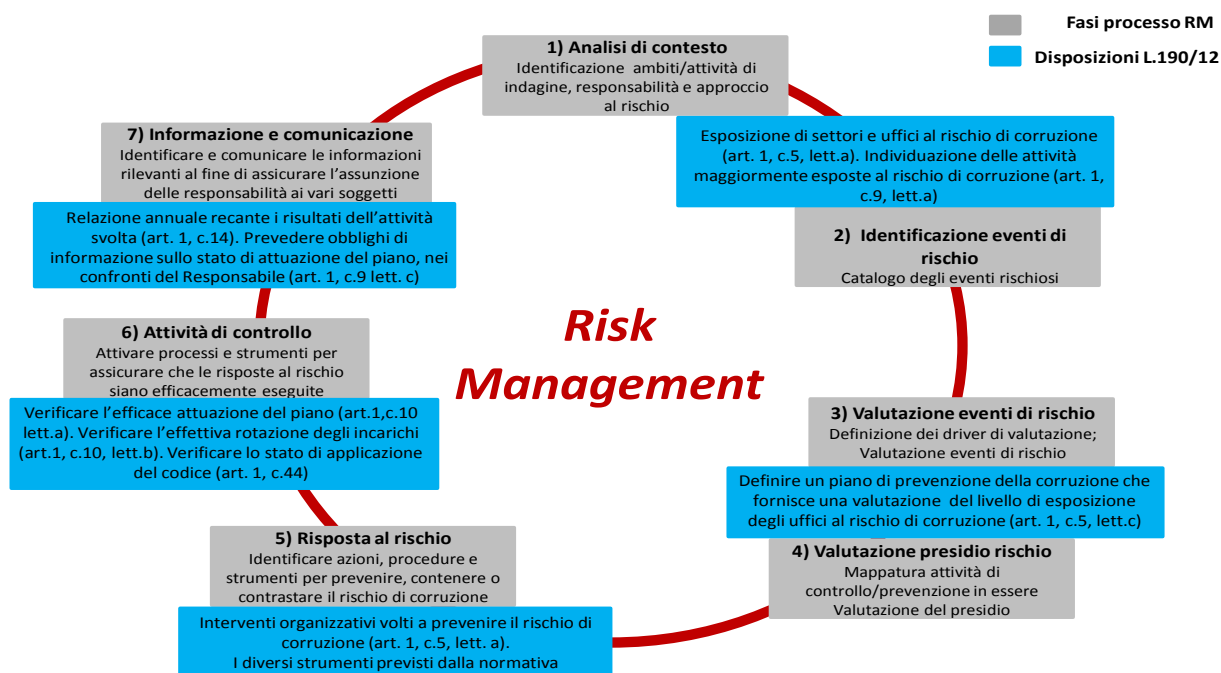 Fasi processo RM
Disposizioni L.190/12
1) Analisi di contesto
Identificazione ambiti/attività di
indagine, responsabilità e approccio
al rischio
Esposizione di settori e uffici al rischio di corruzione
(art. 1, c.5, lett.a). Individuazione delle attività
maggiormente esposte al rischio di corruzione (art. 1,
c.9, lett.a)
2) Identificazione eventi di
rischio
Catalogo degli eventi rischiosi
3) Valutazione eventi di rischio
Definizione dei driver di valutazione;
Valutazione eventi di rischio
Definire un piano di prevenzione della corruzione che
fornisce una valutazione del livello di esposizione
degli uffici al rischio di corruzione (art. 1, c.5, lett.c)
4) Valutazione presidio rischio
Mappatura attività di
controllo/prevenzione in essere
Valutazione del presidio
5) Risposta al rischio
Identificare azioni, procedure e
strumenti per prevenire, contenere o
contrastare il rischio di corruzione
Interventi organizzativi volti a prevenire il rischio di
corruzione (art. 1, c.5, lett. a).
I diversi strumenti previsti dalla normativa
6) Attività di controllo
Attivare processi e strumenti per
assicurare che le risposte al rischio
siano efficacemente eseguite
Verificare l'efficace attuazione del piano (art.1,c.10
lett.a). Verificare l'effettiva rotazione degli incarichi
(art.1, c.10, lett.b). Verificare lo stato di applicazione
del codice (art. 1, c.44)
7) Informazione e comunicazione
Identificare e comunicare le informazioni
rilevanti al fine di assicurare l'assunzione
delle responsabilità ai vari soggetti
Relazione annuale recante i risultati dell'attività
svolta (art. 1, c.14). Prevedere obblighi di
informazione sullo stato di attuazione del piano, nei
confronti del Responsabile (art. 1, c.9 lett. c)
Risk
Management